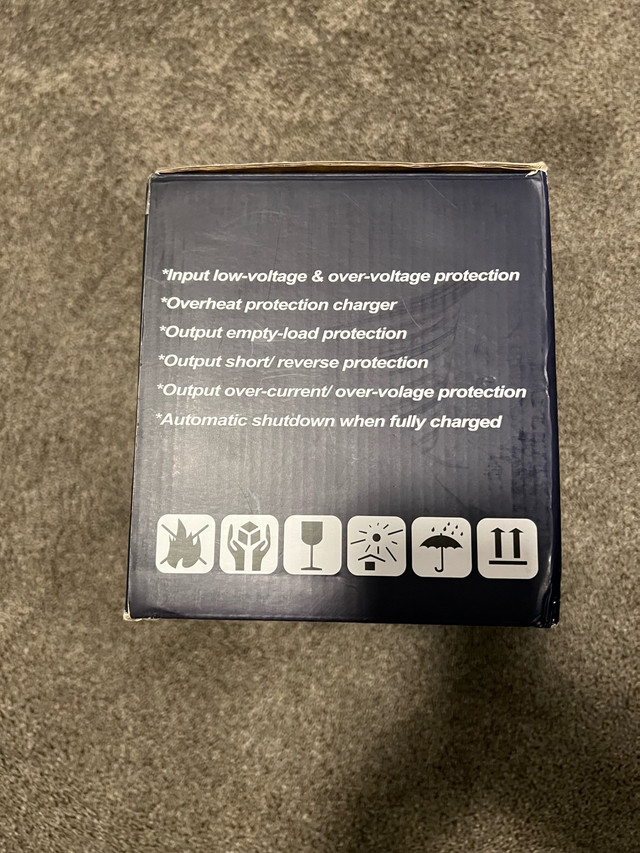 *Input low-voltage & over-voltage protection
*Overheat protection charger
*Output empty-load protection
*Output short/ reverse protection
*Output over-current/ over-volage protection
*Automatic shutdown when fully charged